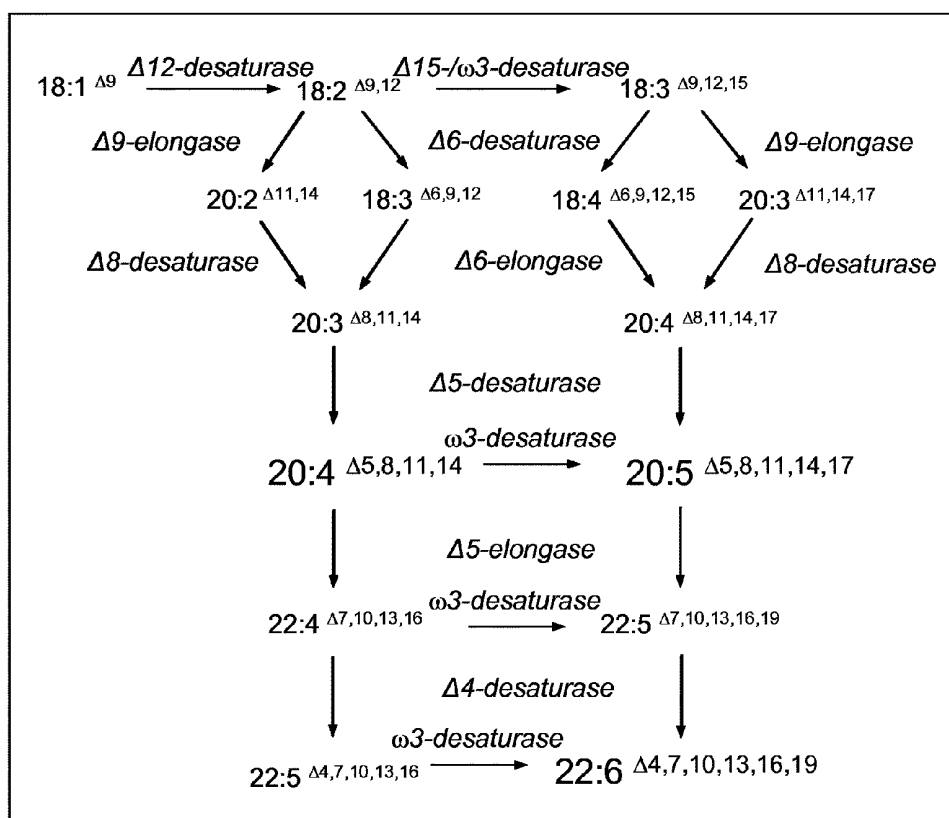 Δ12-desaturase Δ15-/ω3-desaturase
18:1 Δ9 18:2 Δ9,12 18:3 Δ9,12,15
Δ9-elongase Δ6-desaturase Δ9-elongase
20:2 Δ11,14 18:3 Δ6,9,12 18:4 Δ6,9,12,15 20:3 Δ11,14,17
Δ8-desaturase Δ6-elongase Δ8-desaturase
20:3 Δ8,11,14 20:4 Δ8,11,14,17
Δ5-desaturase
ω3-desaturase
20:4 Δ5,8,11,14 20:5 Δ5,8,11,14,17
Δ5-elongase
ω3-desaturase
22:4 Δ7,10,13,16 22:5 Δ7,10,13,16,19
Δ4-desaturase
ω3-desaturase
22:5 Δ4,7,10,13,16 22:6 Δ4,7,10,13,16,19